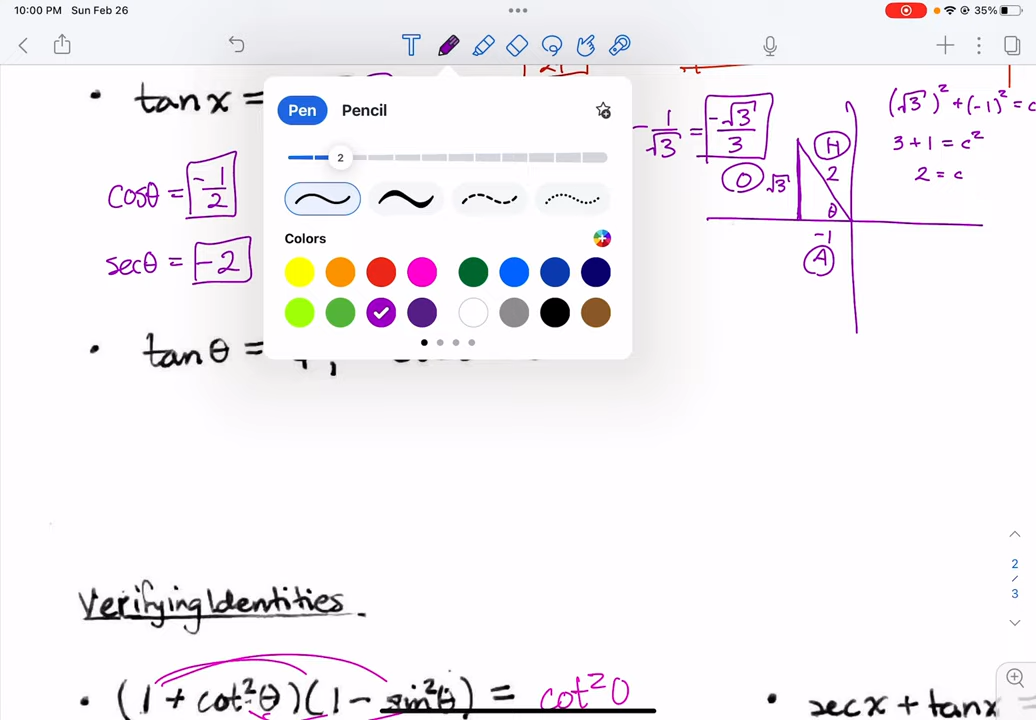 10:00 PM Sun Feb 26
35%
T
Pen
Pencil
2
Colors
• tan x =
cosθ = -1/2
secθ = -2
• tanθ =
- 1/√3 = -√3/3
(√3)² + (-1)² = c
3 + 1 = c²
2 = c
H
2
O √3
θ
-1
A
2
/
3
Verifying Identities
• (1 + cot²θ)(1 - sin²θ) = cot²θ
• secx + tanx =